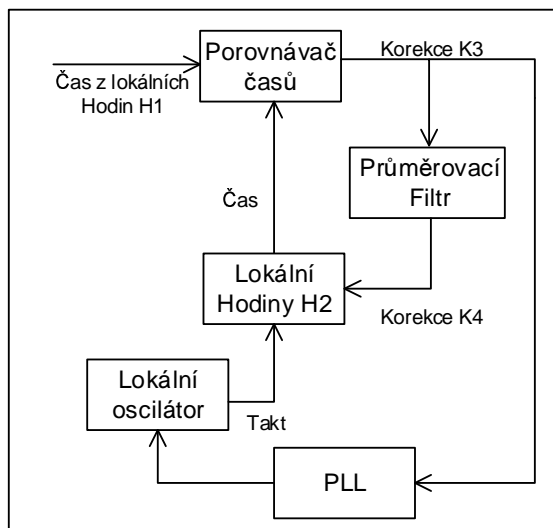 Porovnávač
časů
Korekce K3
Čas z lokálních
Hodin H1
Průměrovací
Filtr
Čas
Lokální
Hodiny H2
Korekce K4
Lokální
oscilátor
Takt
PLL